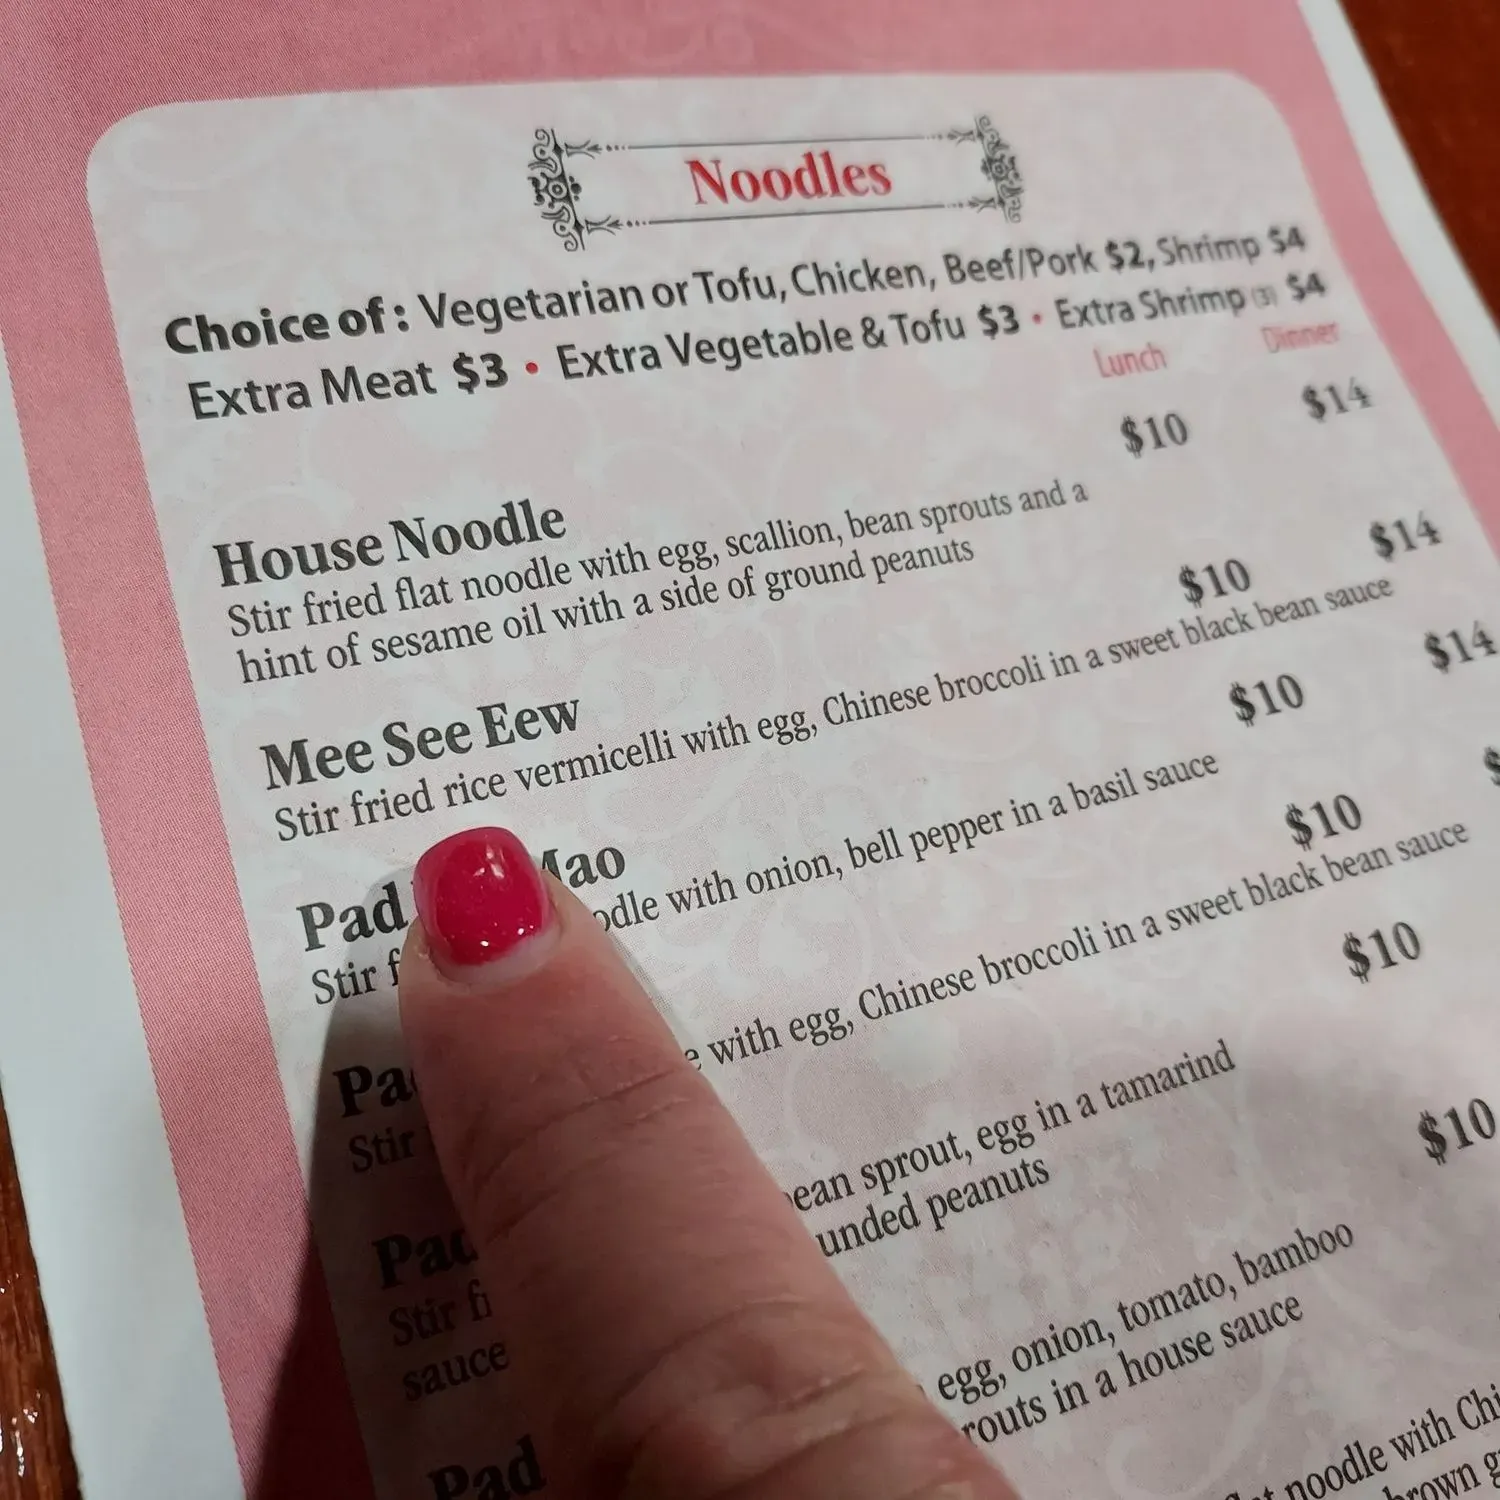 Noodles
Choice of : Vegetarian or Tofu, Chicken, Beef/Pork $2, Shrimp $4
Extra Meat $3 • Extra Vegetable & Tofu $3 • Extra Shrimp (3) $4
Lunch Dinner
$10 $14
House Noodle
Stir fried flat noodle with egg, scallion, bean sprouts and a
hint of sesame oil with a side of ground peanuts
$10 $14
Mee See Eew
Stir fried rice vermicelli with egg, Chinese broccoli in a sweet black bean sauce
$10 $14
Pad Mao
Stir with onion, bell pepper in a basil sauce
$10
Stir with egg, Chinese broccoli in a sweet black bean sauce
$10
Stir bean sprout, egg in a tamarind
sauce peanuts
$10
Pad
egg, onion, tomato, bamboo
in a house sauce
noodle with
brown